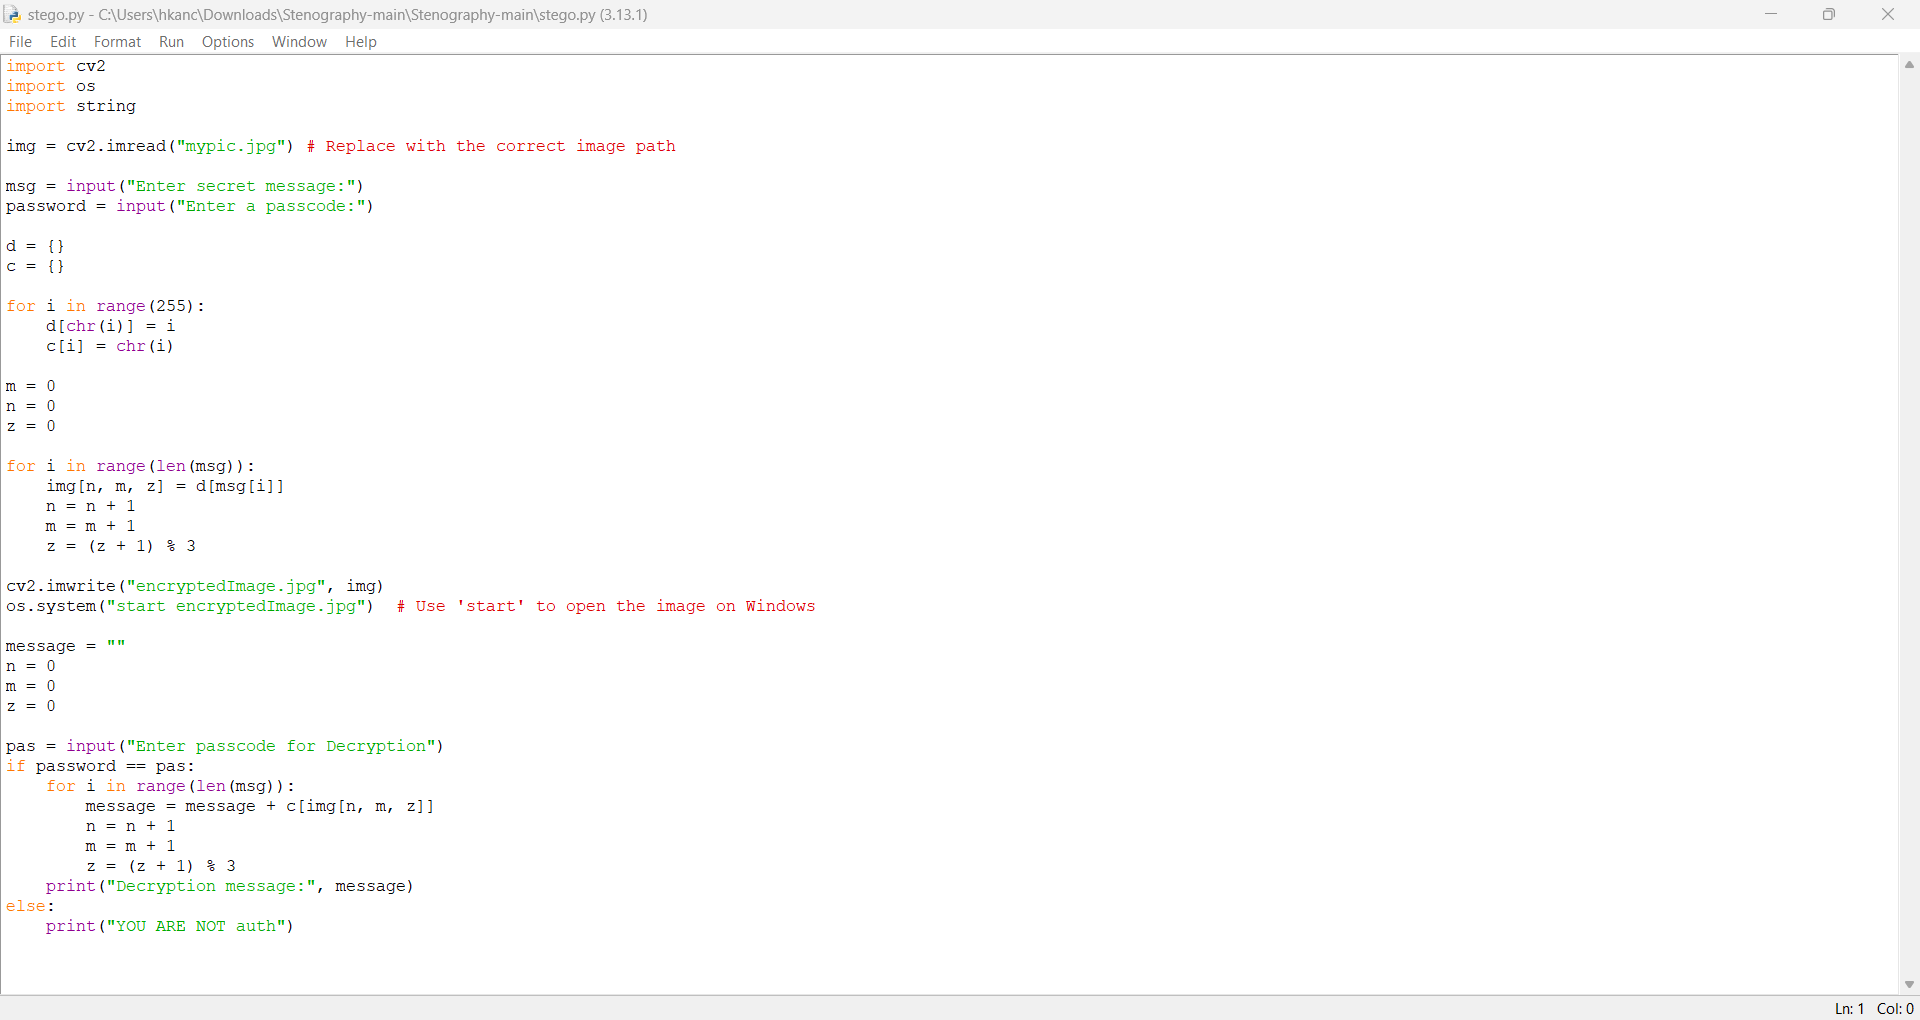 stego.py - C:\Users\hkanc\Downloads\Stenography-main\Stenography-main\stego.py (3.13.1)
File Edit Format Run Options Window Help
import cv2
import os
import string

img = cv2.imread("mypic.jpg") # Replace with the correct image path

msg = input("Enter secret message:")
password = input("Enter a passcode:")

d = {}
c = {}

for i in range(255):
    d[chr(i)] = i
    c[i] = chr(i)

m = 0
n = 0
z = 0

for i in range(len(msg)):
    img[n, m, z] = d[msg[i]]
    n = n + 1
    m = m + 1
    z = (z + 1) % 3

cv2.imwrite("encryptedImage.jpg", img)
os.system("start encryptedImage.jpg")  # Use 'start' to open the image on Windows

message = ""
n = 0
m = 0
z = 0

pas = input("Enter passcode for Decryption")
if password == pas:
    for i in range(len(msg)):
        message = message + c[img[n, m, z]]
        n = n + 1
        m = m + 1
        z = (z + 1) % 3
    print("Decryption message:", message)
else:
    print("YOU ARE NOT auth")
Ln: 1 Col: 0